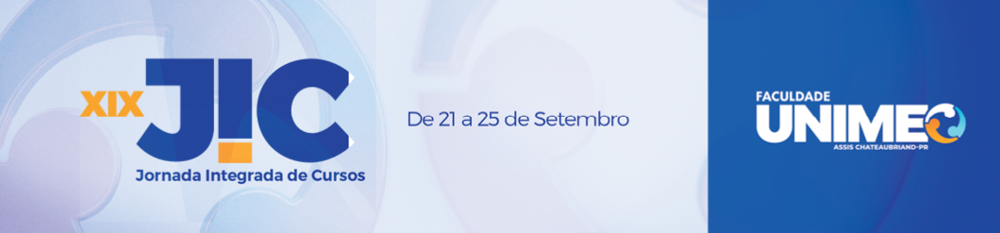 XIX JIC
Jornada Integrada de Cursos
De 21 a 25 de Setembro
FACULDADE
UNIMEO
ASSIS CHATEAUBRIAND-PR